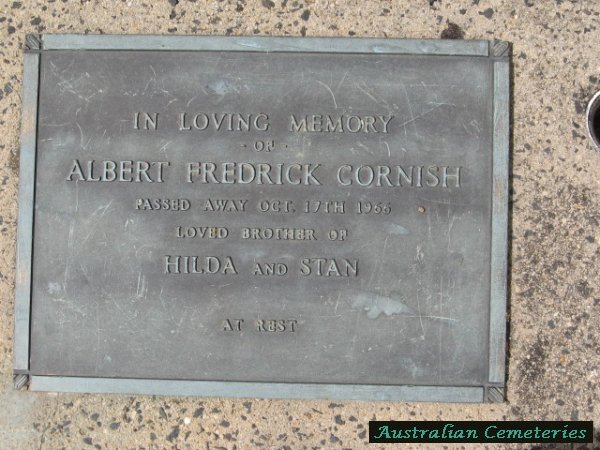 IN LOVING MEMORY
- OF -
ALBERT FREDRICK CORNISH
PASSED AWAY OCT. 17TH 1966
LOVED BROTHER OF
HILDA AND STAN
AT REST
Australian Cemeteries